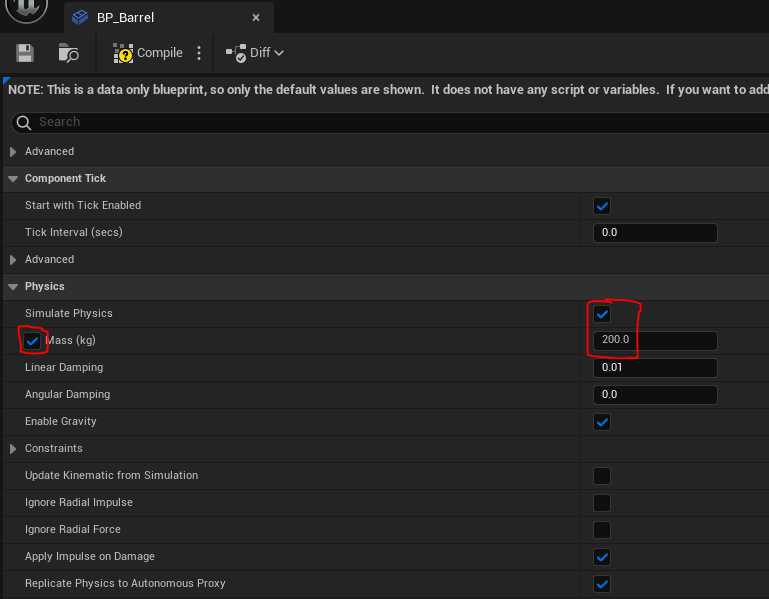 BP_Barrel
Compile
Diff
NOTE: This is a data only blueprint, so only the default values are shown. It does not have any script or variables. If you want to add
Search
Advanced
Component Tick
Start with Tick Enabled
Tick Interval (secs) 0.0
Advanced
Physics
Simulate Physics
Mass (kg) 200.0
Linear Damping 0.01
Angular Damping 0.0
Enable Gravity
Constraints
Update Kinematic from Simulation
Ignore Radial Impulse
Ignore Radial Force
Apply Impulse on Damage
Replicate Physics to Autonomous Proxy